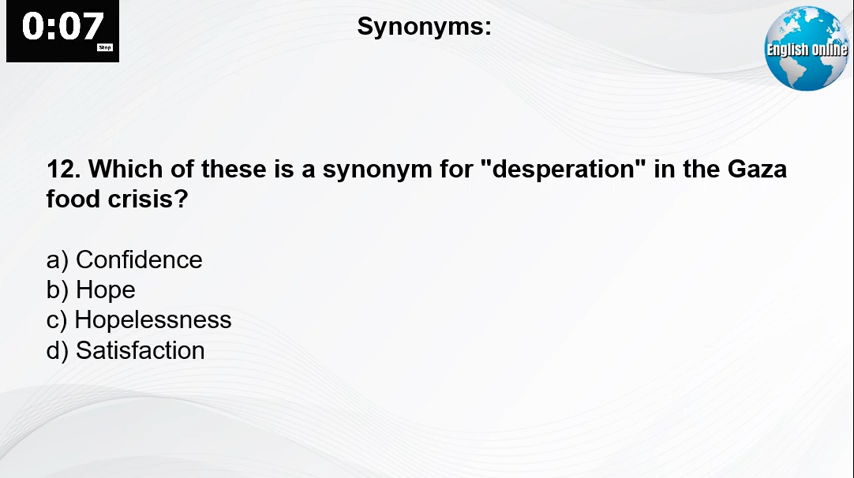 0:07
Stop
Synonyms:
English Online
12. Which of these is a synonym for "desperation" in the Gaza
food crisis?
a) Confidence
b) Hope
c) Hopelessness
d) Satisfaction